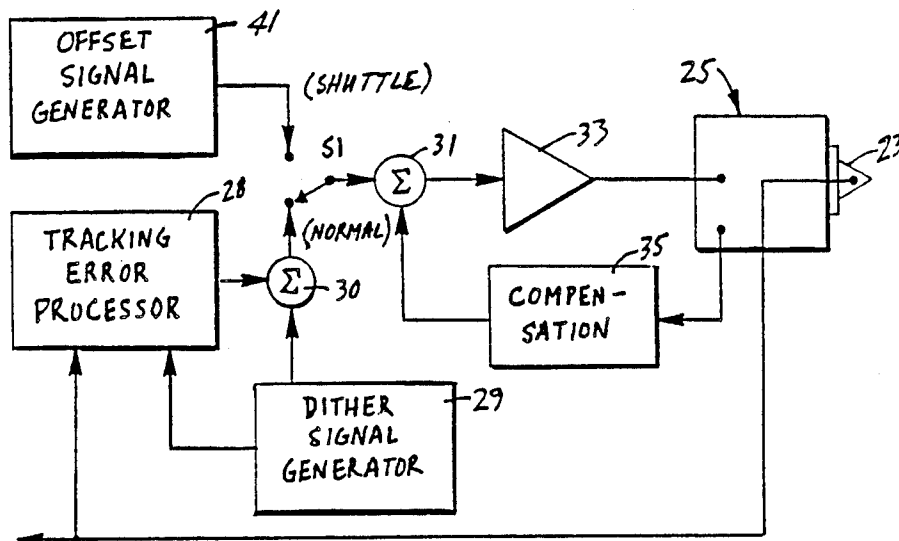 OFFSET
SIGNAL
GENERATOR
41
(SHUTTLE)
S1
Σ
31
33
25
23
TRACKING
ERROR
PROCESSOR
28
(NORMAL)
Σ
30
COMPEN-
SATION
35
DITHER
SIGNAL
GENERATOR
29